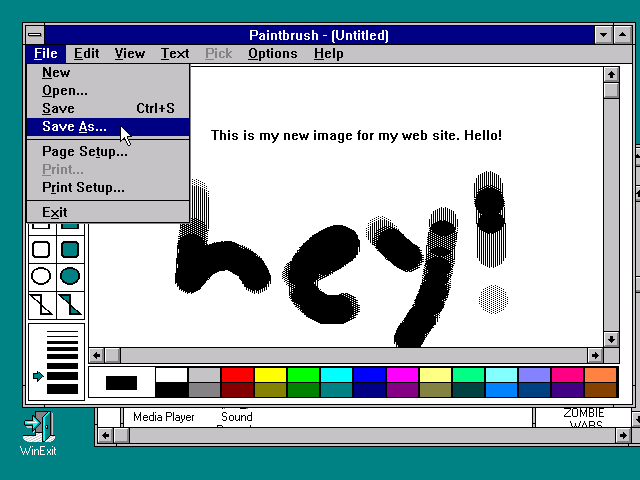 Paintbrush - (Untitled)
File Edit View Text Pick Options Help
New
Open...
Save Ctrl+S
Save As...
Page Setup...
Print...
Print Setup...
Exit
This is my new image for my web site. Hello!
hey!
Media Player
Sound
ZOMBIE
WARS
WinExit